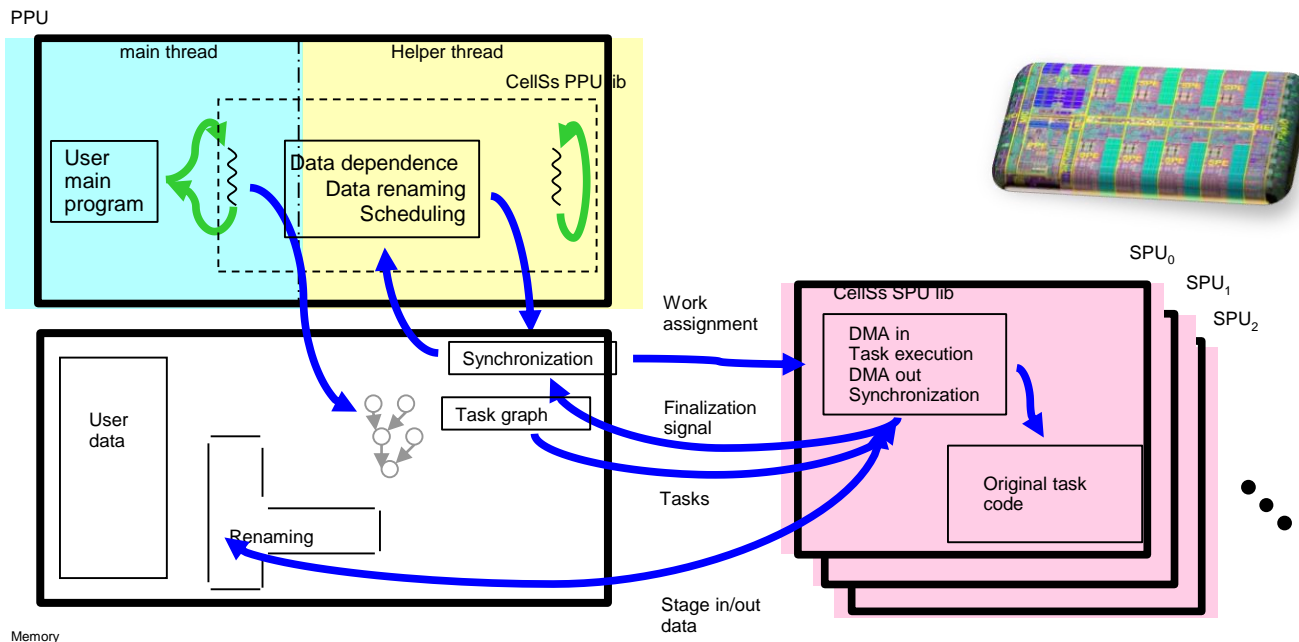 PPU
main thread
Helper thread
CellSs PPU lib
User
main
program
Data dependence
Data renaming
Scheduling
SPU0
SPU1
SPU2
CellSs SPU lib
Work
assignment
DMA in
Task execution
DMA out
Synchronization
Synchronization
User
data
Task graph
Finalization
signal
Original task
code
Tasks
Renaming
Stage in/out
data
Memory